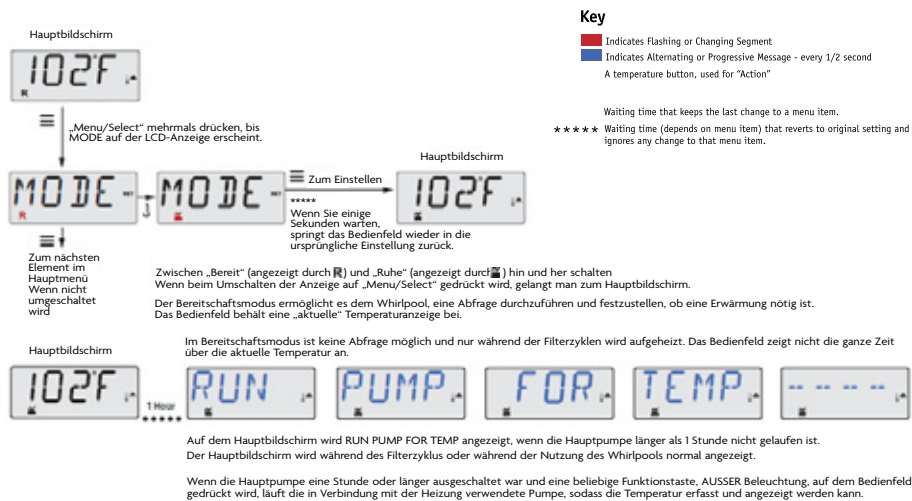 Key
Indicates Flashing or Changing Segment
Indicates Alternating or Progressive Message - every 1/2 second
A temperature button, used for "Action"
Waiting time that keeps the last change to a menu item.
***** Waiting time (depends on menu item) that reverts to original setting and
ignores any change to that menu item.
Hauptbildschirm
102°F
R
„Menu/Select" mehrmals drücken, bis
MODE auf der LCD-Anzeige erscheint.
MODE
R
MODE
Zum Einstellen
*****
Wenn Sie einige
Sekunden warten,
springt das Bedienfeld wieder in die
ursprüngliche Einstellung zurück.
Hauptbildschirm
102°F
Zum nächsten
Element im
Hauptmenü
Wenn nicht
umgeschaltet
wird
Zwischen „Bereit" (angezeigt durch R) und „Ruhe" (angezeigt durch ) hin und her schalten
Wenn beim Umschalten der Anzeige auf „Menu/Select" gedrückt wird, gelangt man zum Hauptbildschirm.
Der Bereitschaftsmodus ermöglicht es dem Whirlpool, eine Abfrage durchzuführen und festzustellen, ob eine Erwärmung nötig ist.
Das Bedienfeld behält eine „aktuelle" Temperaturanzeige bei.
Im Bereitschaftsmodus ist keine Abfrage möglich und nur während der Filterzyklen wird aufgeheizt. Das Bedienfeld zeigt nicht die ganze Zeit
über die aktuelle Temperatur an.
Hauptbildschirm
102°F
1 Hour
RUN PUMP FOR TEMP ----
Auf dem Hauptbildschirm wird RUN PUMP FOR TEMP angezeigt, wenn die Hauptpumpe länger als 1 Stunde nicht gelaufen ist.
Der Hauptbildschirm wird während des Filterzyklus oder während der Nutzung des Whirlpools normal angezeigt.
Wenn die Hauptpumpe eine Stunde oder länger ausgeschaltet war und eine beliebige Funktionstaste, AUSSER Beleuchtung, auf dem Bedienfeld
gedrückt wird, läuft die in Verbindung mit der Heizung verwendete Pumpe, sodass die Temperatur erfasst und angezeigt werden kann.